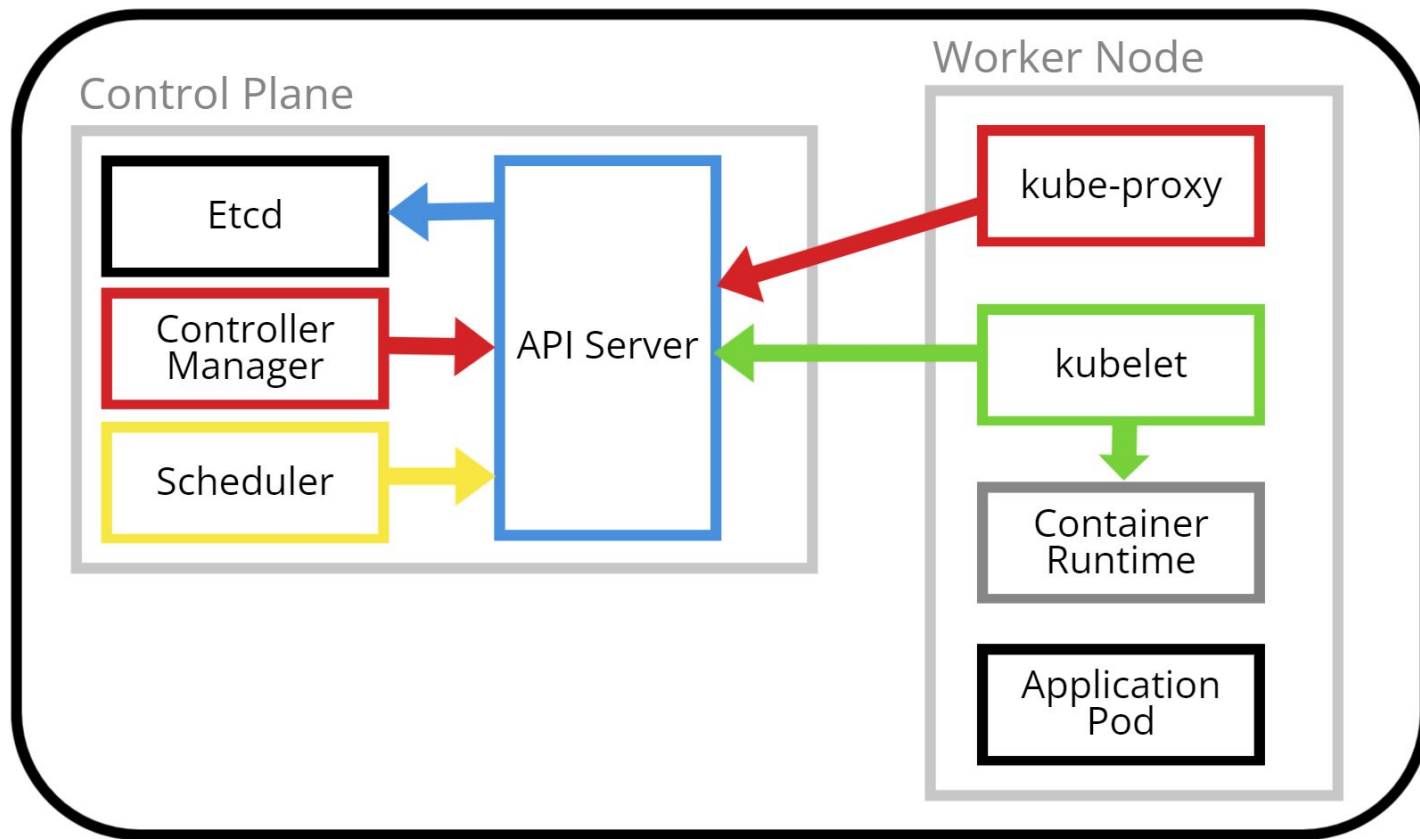 Control Plane
Etcd
Controller
Manager
Scheduler
API Server
Worker Node
kube-proxy
kubelet
Container
Runtime
Application
Pod